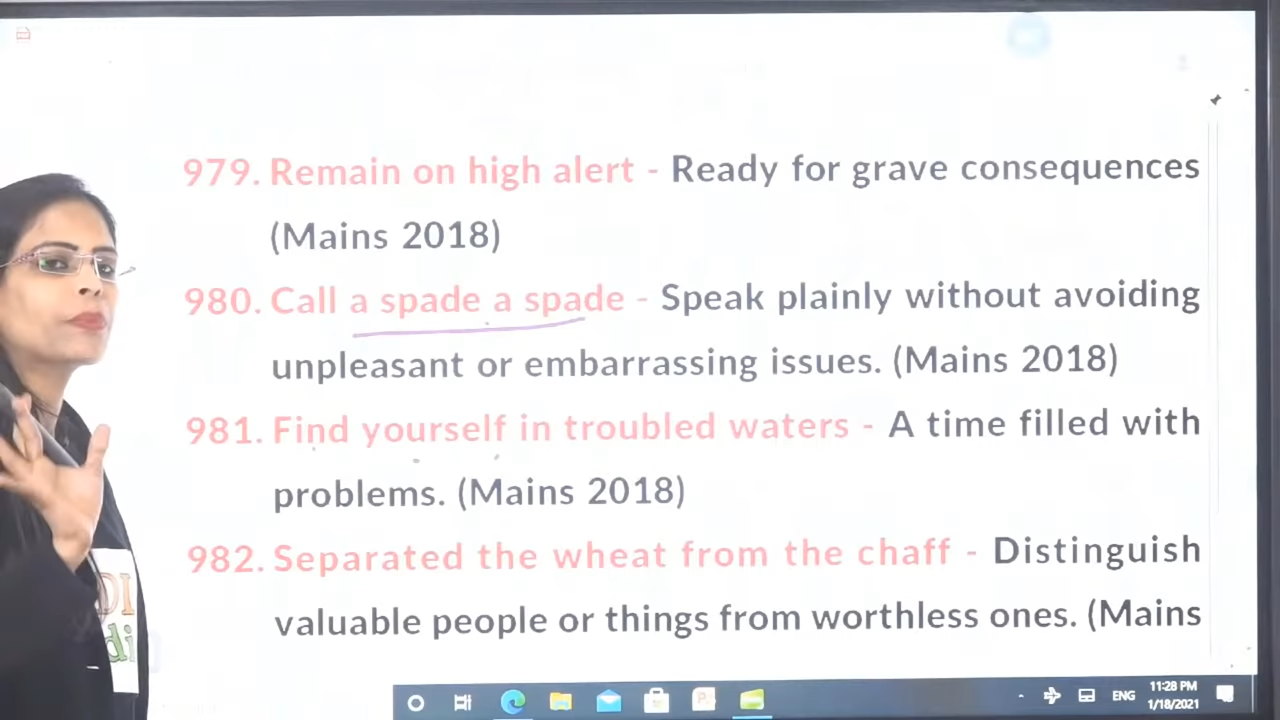 979. Remain on high alert - Ready for grave consequences
(Mains 2018)
980. Call a spade a spade - Speak plainly without avoiding
unpleasant or embarrassing issues. (Mains 2018)
981. Find yourself in troubled waters - A time filled with
problems. (Mains 2018)
982. Separated the wheat from the chaff - Distinguish
valuable people or things from worthless ones. (Mains
ENG
11:28 PM
1/18/2021